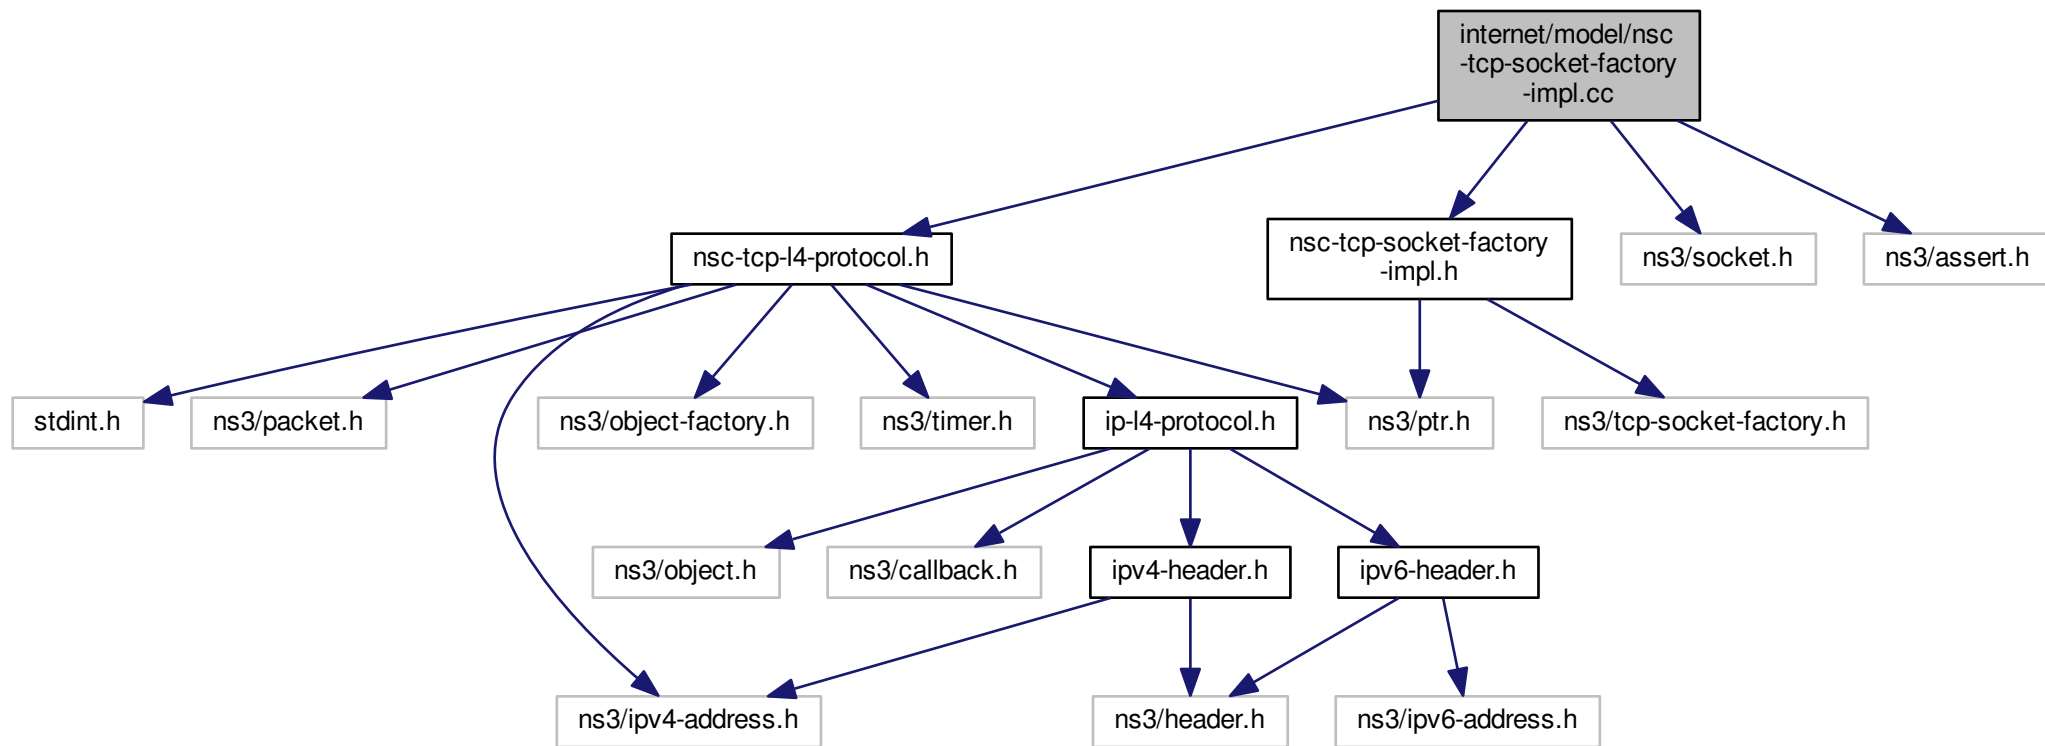 internet/model/nsc
-tcp-socket-factory
-impl.cc
nsc-tcp-l4-protocol.h
nsc-tcp-socket-factory
-impl.h
ns3/socket.h
ns3/assert.h
stdint.h
ns3/packet.h
ns3/object-factory.h
ns3/timer.h
ip-l4-protocol.h
ns3/ptr.h
ns3/tcp-socket-factory.h
ns3/object.h
ns3/callback.h
ipv4-header.h
ipv6-header.h
ns3/ipv4-address.h
ns3/header.h
ns3/ipv6-address.h